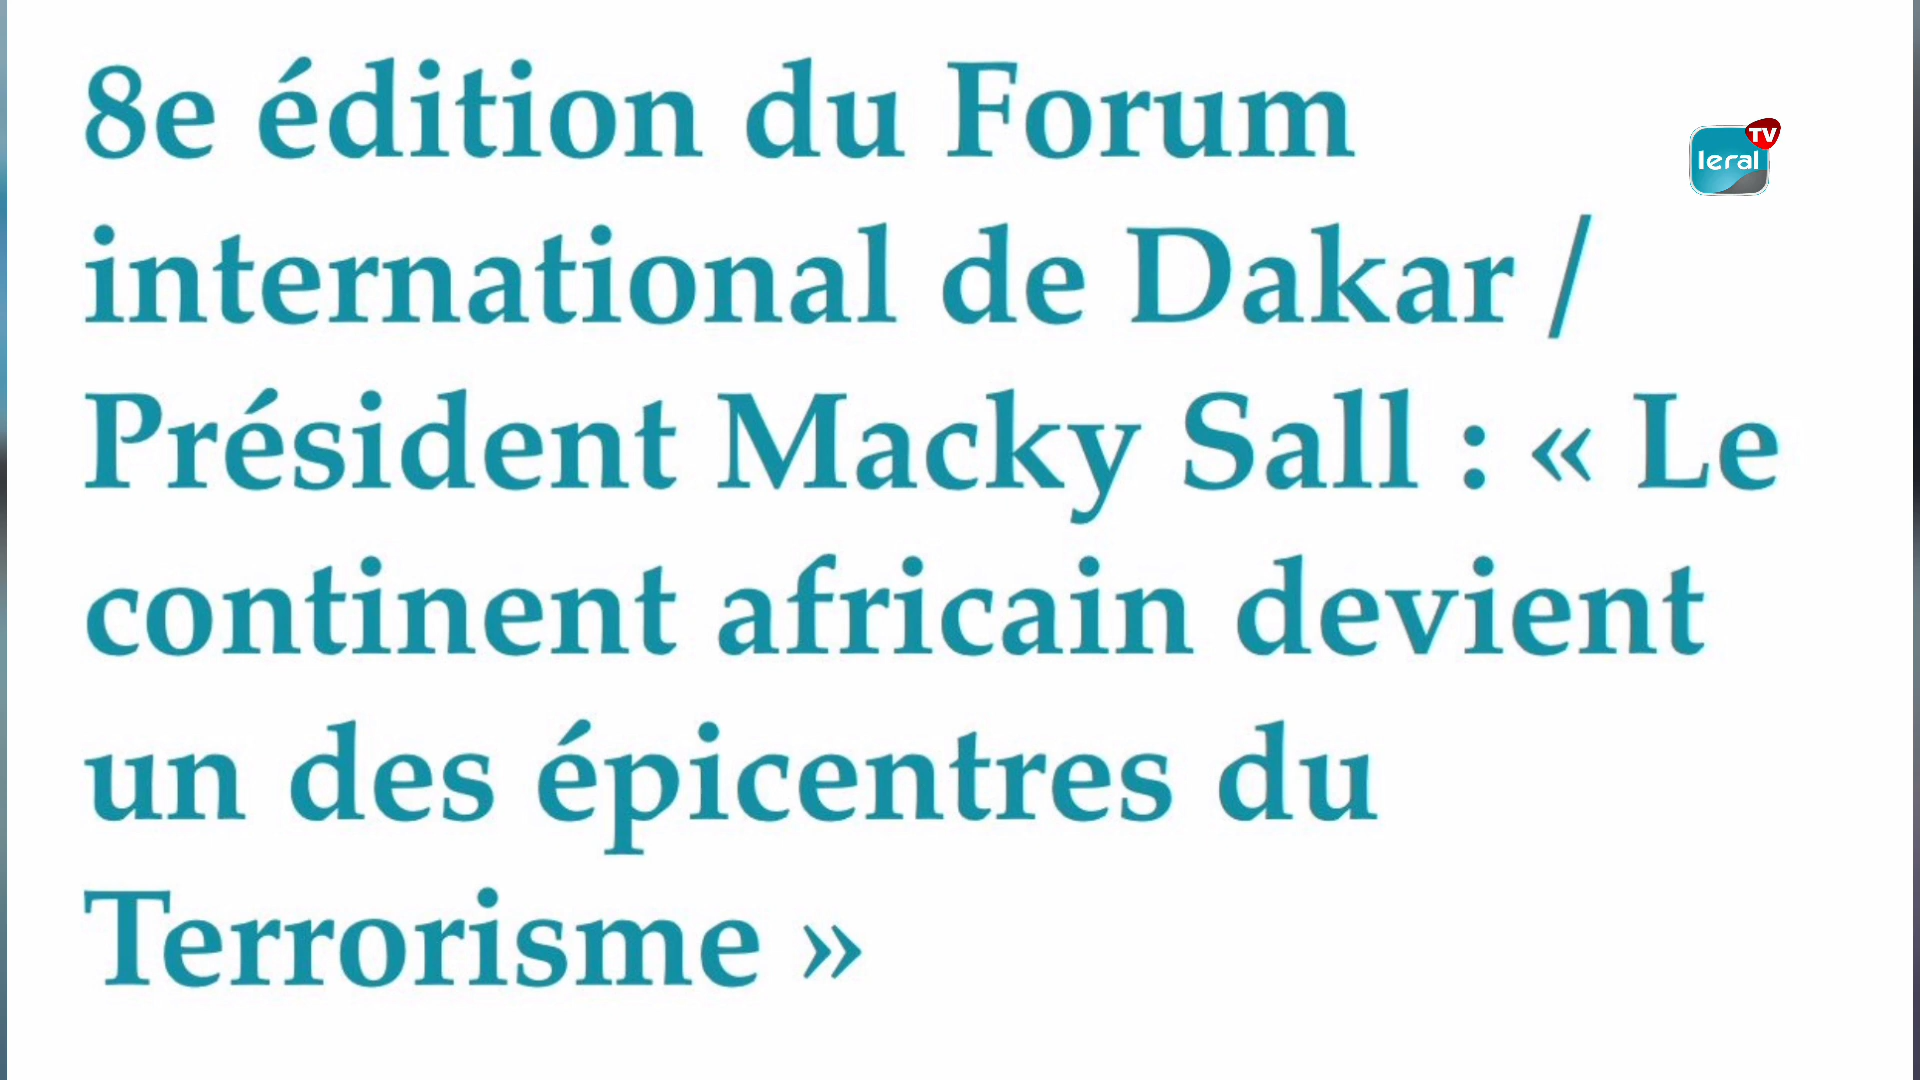 8e édition du Forum
international de Dakar /
Président Macky Sall : « Le
continent africain devient
un des épicentres du
Terrorisme »
leral
TV